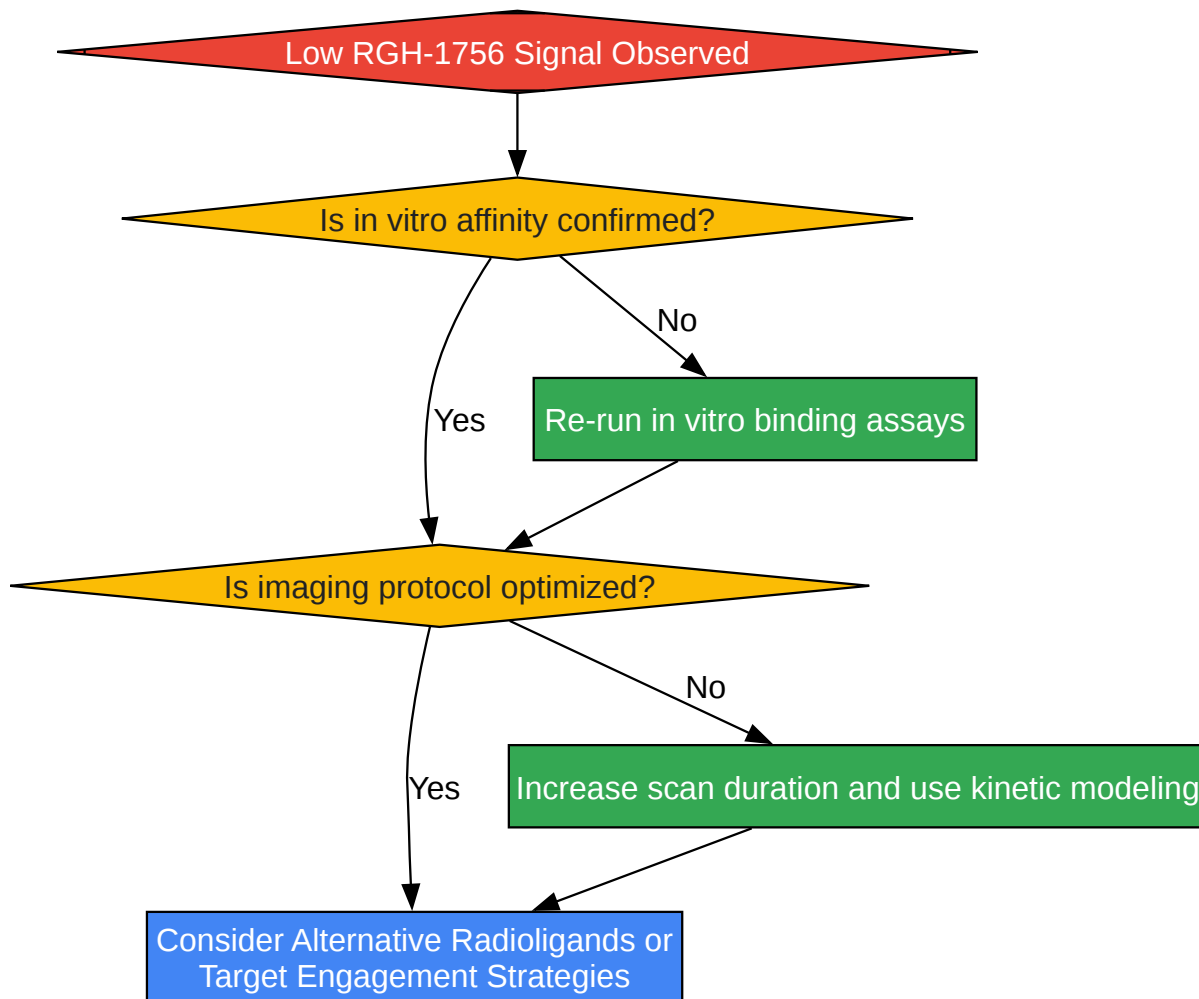 Low RGH-1756 Signal Observed
Is in vitro affinity confirmed?
No
Yes
Re-run in vitro binding assays
Is imaging protocol optimized?
No
Yes
Increase scan duration and use kinetic modeling
Consider Alternative Radioligands or
Target Engagement Strategies